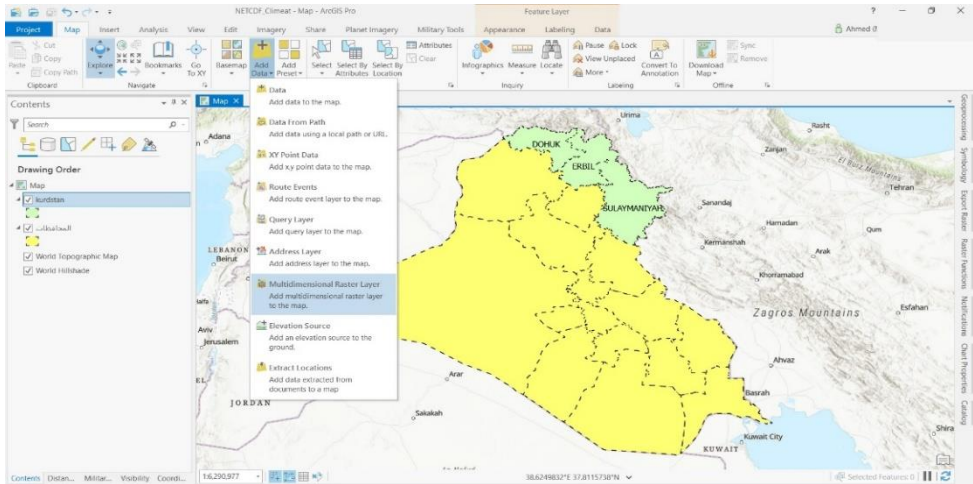 NETCDF_Climeat - Map - ArcGIS Pro
Feature Layer
?
Project
Map
Insert
Analysis
View
Edit
Imagery
Share
Planet Imagery
Military Tools
Appearance
Labeling
Data
Paste
Cut
Copy
Copy Path
Clipboard
Explore
Bookmarks
Go To XY
Navigate
Basemap
Add Data
Add Preset
Select
Select By Attributes
Select By Location
Attributes
Clear
Infographics
Measure
Locate
Inquiry
Pause
Lock
View Unplaced
More
Convert To Annotation
Labeling
Download Map
Sync
Remove
Offline
Contents
Search
Drawing Order
Map
kurdstan
المحافظات
World Topographic Map
World Hillshade
Map
Data
Add data to the map.
Data From Path
Add data using a local path or URL.
XY Point Data
Add x,y point data to the map.
Route Events
Add route event layer to the map.
Query Layer
Add query layer to the map.
Address Layer
Add address layer to the map.
Multidimensional Raster Layer
Add multidimensional raster layer
to the map.
Elevation Source
Add an elevation source to the
ground.
Extract Locations
Add data extracted from
documents to a map
Adana
Urima
Rasht
DOHUK
ERBIL
Zanjan
Elburz Mountains
Tehran
SULAYMANIYAH
Sanandaj
Hamadan
Qum
Kermanshah
Arak
LEBANON
Beirut
Khorramabad
Haifa
Zagros Mountains
Esfahan
Aviv
Jerusalem
Ahvaz
Arar
Basrah
JORDAN
Sakakah
Kuwait City
KUWAIT
Shira
Geoprocessing
Symbology
Export Raster
Raster Functions
Notifications
Chart Properties
Catalog
Contents
Distan...
Militar...
Visibility
Coordi...
1:6,290,977
38.6249832°E 37.8115738°N
Selected Features: 0